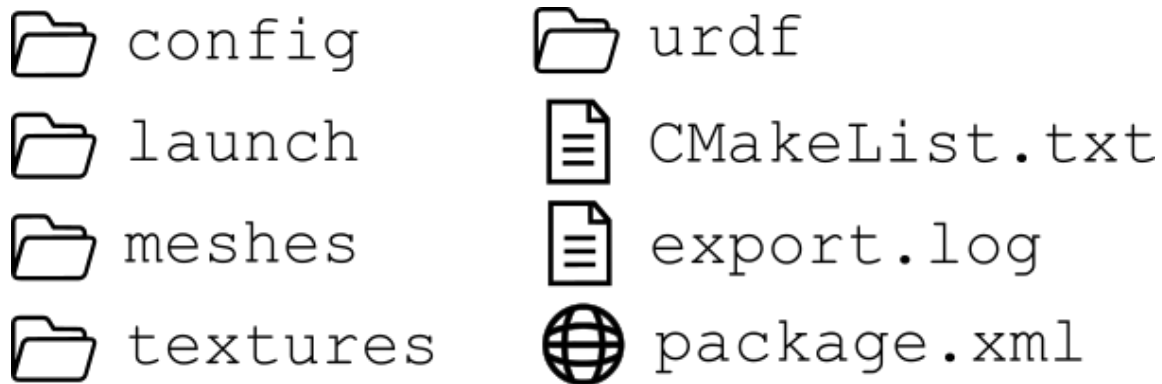 config
launch
meshes
textures
urdf
CMakeList.txt
export.log
package.xml